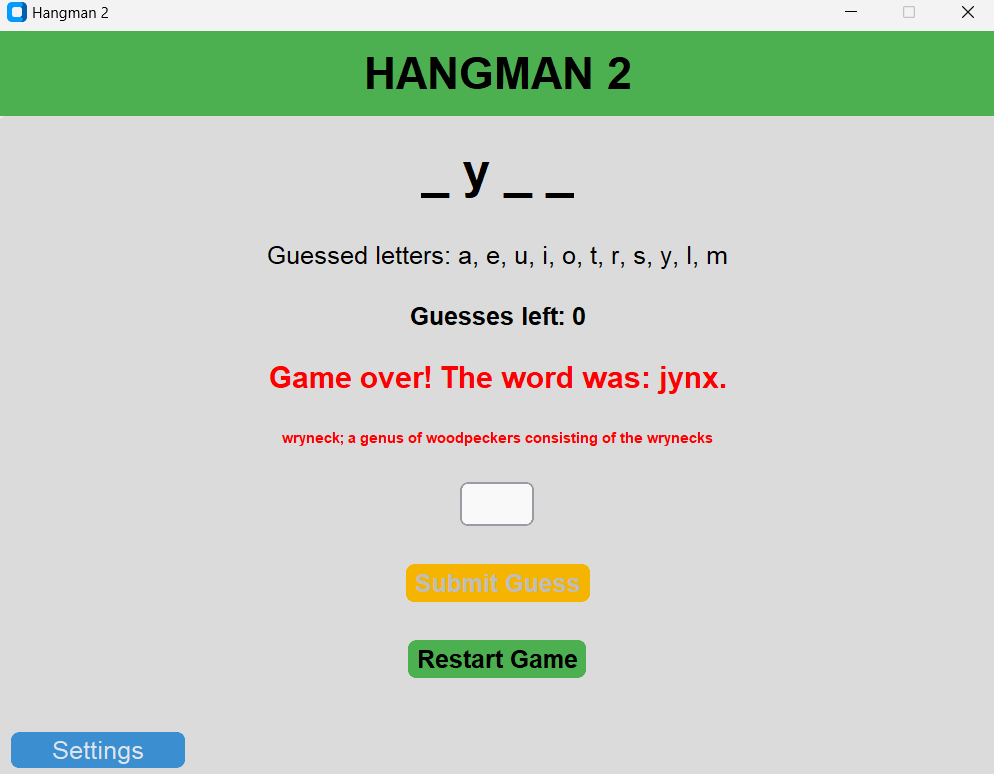 Hangman 2
HANGMAN 2
_ y _ _
Guessed letters: a, e, u, i, o, t, r, s, y, l, m
Guesses left: 0
Game over! The word was: jynx.
wryneck; a genus of woodpeckers consisting of the wrynecks
Submit Guess
Restart Game
Settings